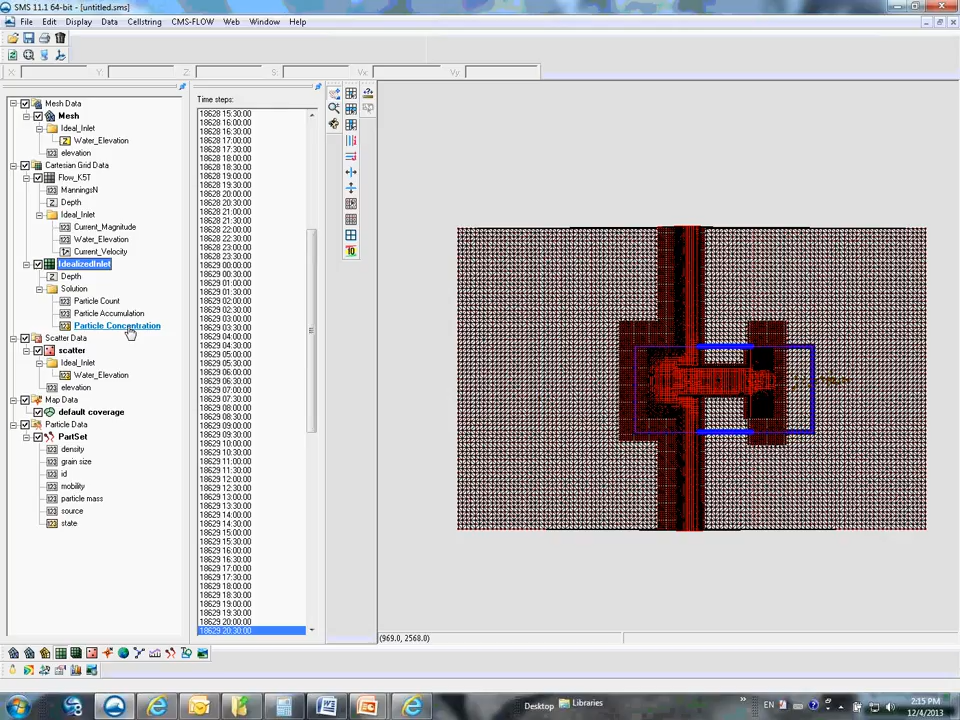 SMS 11.1 64-bit - [untitled.sms]
File Edit Display Data Cellstring CMS-FLOW Web Window Help
X: Y: Z: S: Vx: Vy:
Mesh Data
Mesh
Ideal_Inlet
Water_Elevation
elevation
Cartesian Grid Data
Flow_K5T
ManningsN
Depth
Ideal_Inlet
Current_Magnitude
Water_Elevation
Current_Velocity
IdealizedInlet
Depth
Solution
Particle Count
Particle Accumulation
Particle Concentration
Scatter Data
scatter
Ideal_Inlet
Water_Elevation
elevation
Map Data
default coverage
Particle Data
PartSet
density
grain size
id
mobility
particle mass
source
state
Time steps:
18628 15:30:00
18628 16:00:00
18628 16:30:00
18628 17:00:00
18628 17:30:00
18628 18:00:00
18628 18:30:00
18628 19:00:00
18628 19:30:00
18628 20:00:00
18628 20:30:00
18628 21:00:00
18628 21:30:00
18628 22:00:00
18628 22:30:00
18628 23:00:00
18628 23:30:00
18629 00:00:00
18629 00:30:00
18629 01:00:00
18629 01:30:00
18629 02:00:00
18629 02:30:00
18629 03:00:00
18629 03:30:00
18629 04:00:00
18629 04:30:00
18629 05:00:00
18629 05:30:00
18629 06:00:00
18629 06:30:00
18629 07:00:00
18629 07:30:00
18629 08:00:00
18629 08:30:00
18629 09:00:00
18629 09:30:00
18629 10:00:00
18629 10:30:00
18629 11:00:00
18629 11:30:00
18629 12:00:00
18629 12:30:00
18629 13:00:00
18629 13:30:00
18629 14:00:00
18629 14:30:00
18629 15:00:00
18629 15:30:00
18629 16:00:00
18629 16:30:00
18629 17:00:00
18629 17:30:00
18629 18:00:00
18629 18:30:00
18629 19:00:00
18629 19:30:00
18629 20:00:00
18629 20:30:00
(969.0, 2568.0)
Desktop Libraries
EN
2:15 PM
12/4/2013